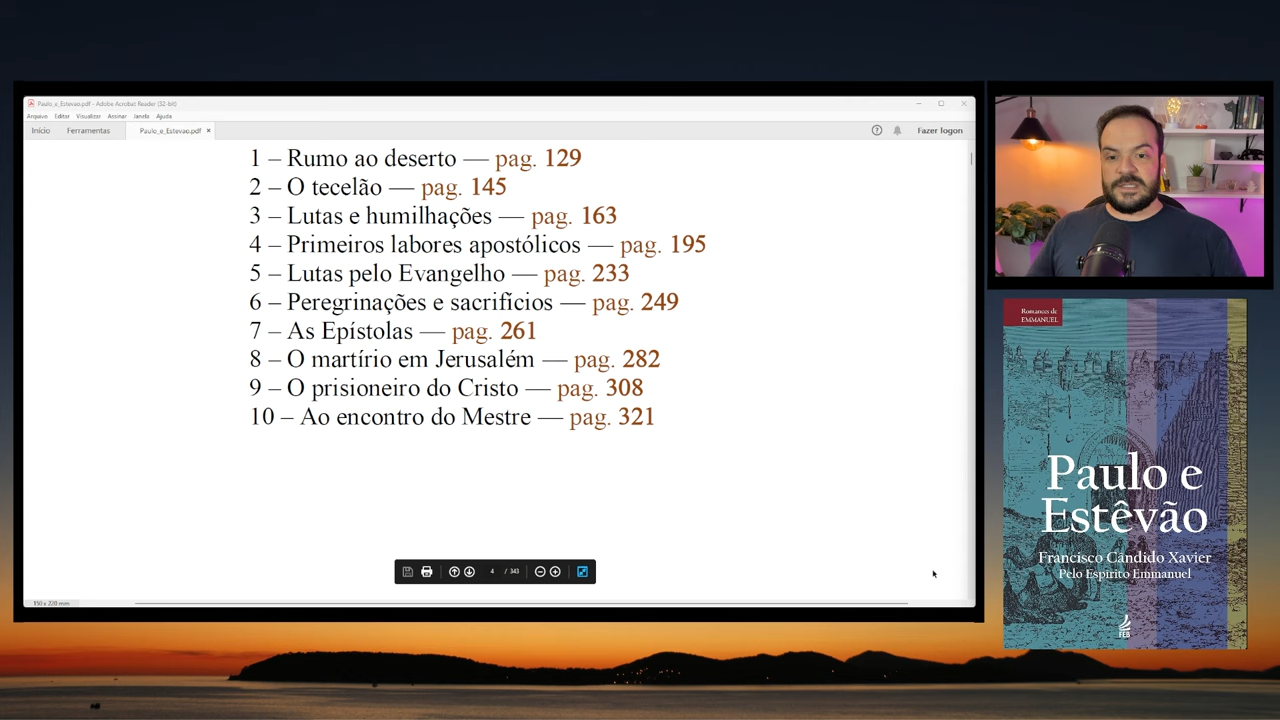 Paulo_e_Estevao.pdf - Adobe Acrobat Reader (32-bit)
Arquivo Editar Visualizar Assinar Janela Ajuda
Início Ferramentas Paulo_e_Estevao.pdf × Fazer logon
1 – Rumo ao deserto — pag. 129
2 – O tecelão — pag. 145
3 – Lutas e humilhações — pag. 163
4 – Primeiros labores apostólicos — pag. 195
5 – Lutas pelo Evangelho — pag. 233
6 – Peregrinações e sacrifícios — pag. 249
7 – As Epístolas — pag. 261
8 – O martírio em Jerusalém — pag. 282
9 – O prisioneiro do Cristo — pag. 308
10 – Ao encontro do Mestre — pag. 321
4 / 343
150 x 220 mm
Romances de
EMMANUEL
Paulo e
Estêvão
Francisco Cândido Xavier
Pelo Espírito Emmanuel
FEB